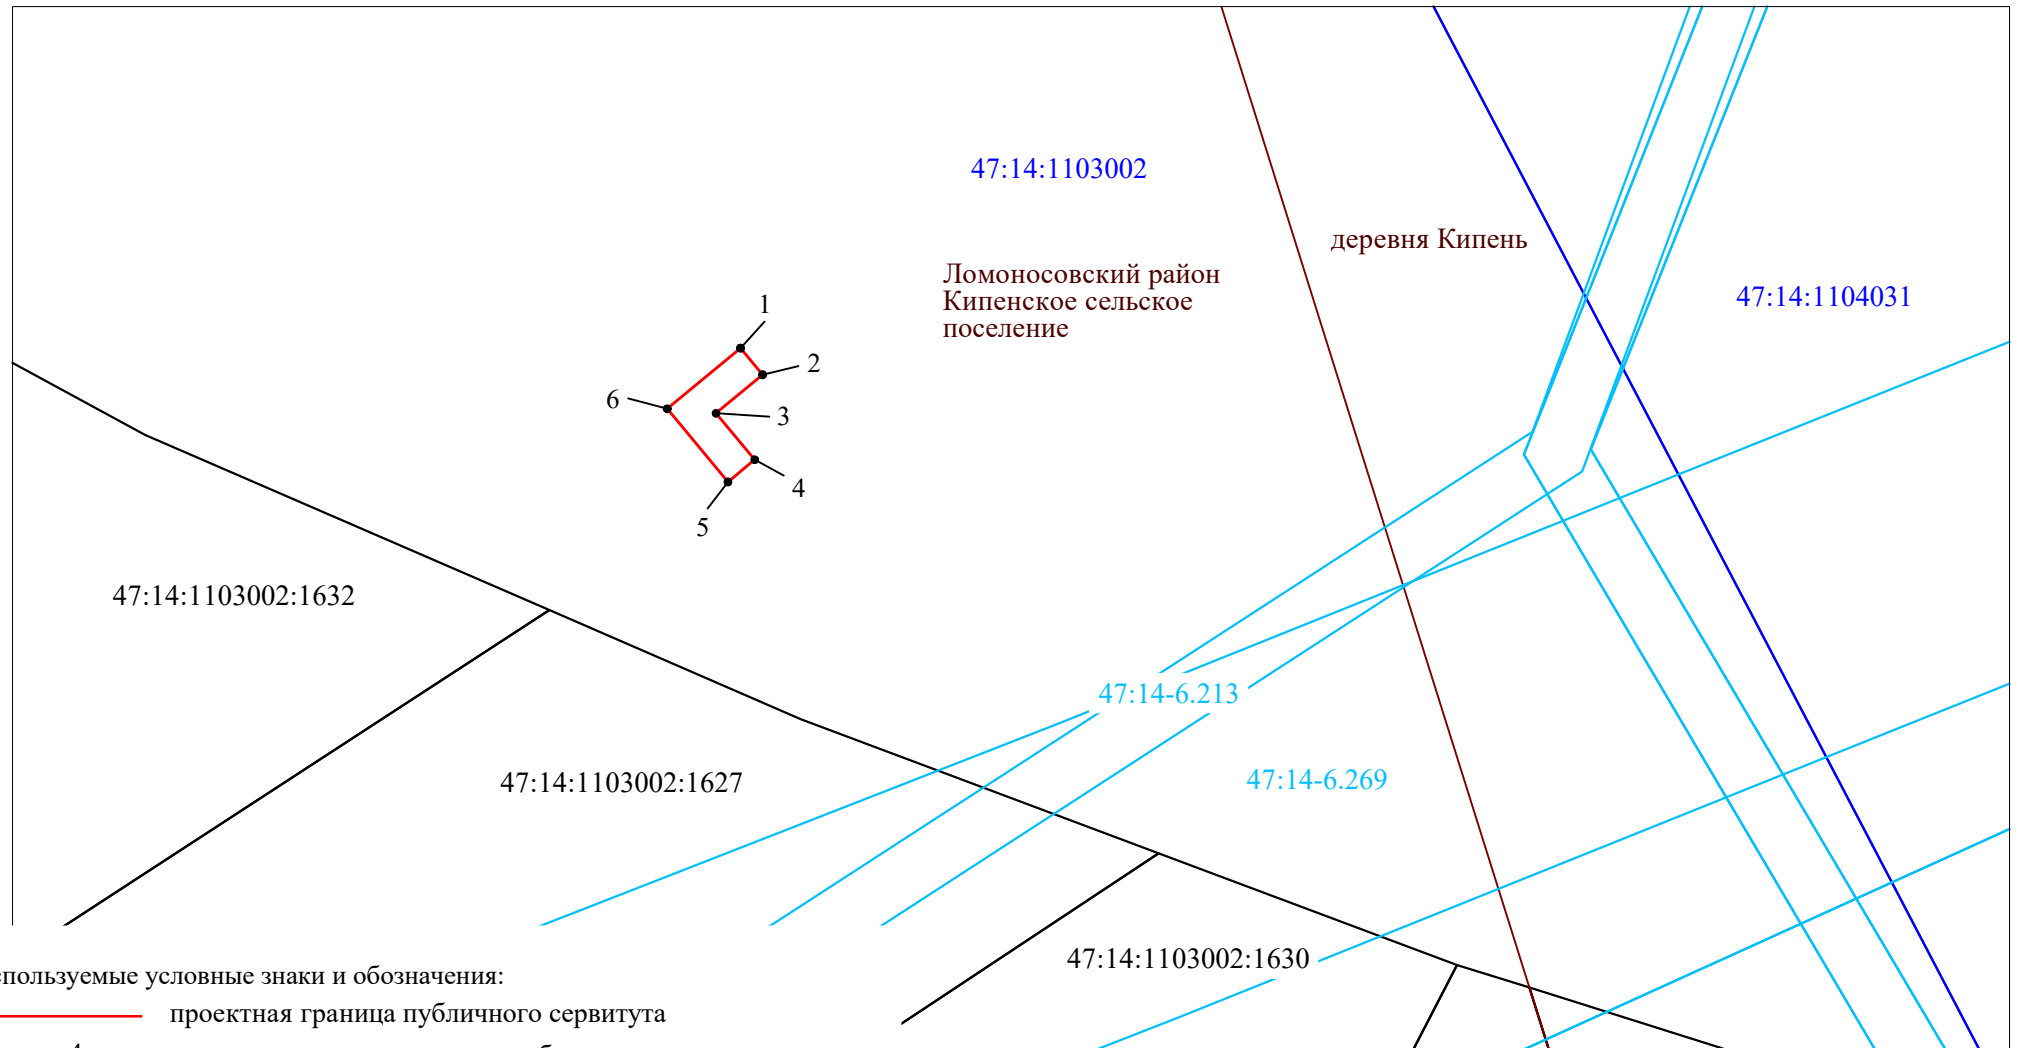 47:14:1103002
деревня Кипень
Ломоносовский район
Кипенское сельское
поселение
47:14:1104031
1
2
3
4
5
6
47:14:1103002:1632
47:14-6.213
47:14:1103002:1627
47:14-6.269
47:14:1103002:1630
спользуемые условные знаки и обозначения:
проектная граница публичного сервитута